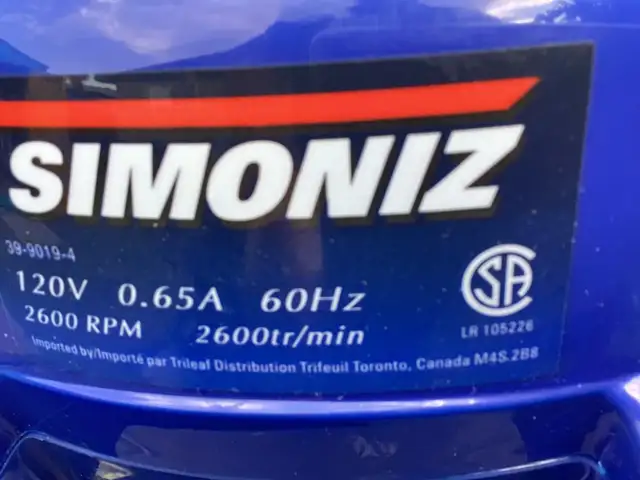 SIMONIZ
39-9019-4
120V 0.65A 60Hz
2600 RPM 2600tr/min
Imported by/Importé par Trileaf Distribution Trifeuil Toronto, Canada M4S 2B8
CSA
LR 105226